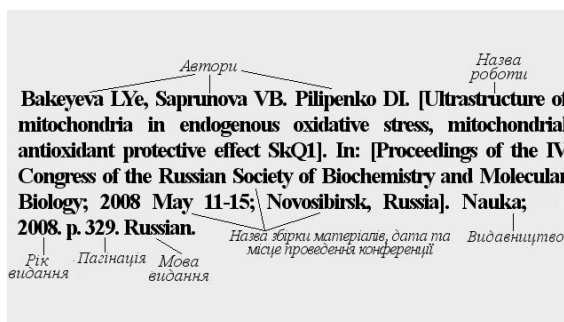 Автори
Назва
роботи
Bakeyeva LYe, Saprunova VB. Pilipenko DI. [Ultrastructure of
mitochondria in endogenous oxidative stress, mitochondrial
antioxidant protective effect SkQ1]. In: [Proceedings of the IV
Congress of the Russian Society of Biochemistry and Molecular
Biology; 2008 May 11-15; Novosibirsk, Russia]. Nauka;
2008. p. 329. Russian.
Назва збірки матеріалів, дата та
місце проведення конференції
Видавництво
Рік
видання
Пагінація
Мова
видання